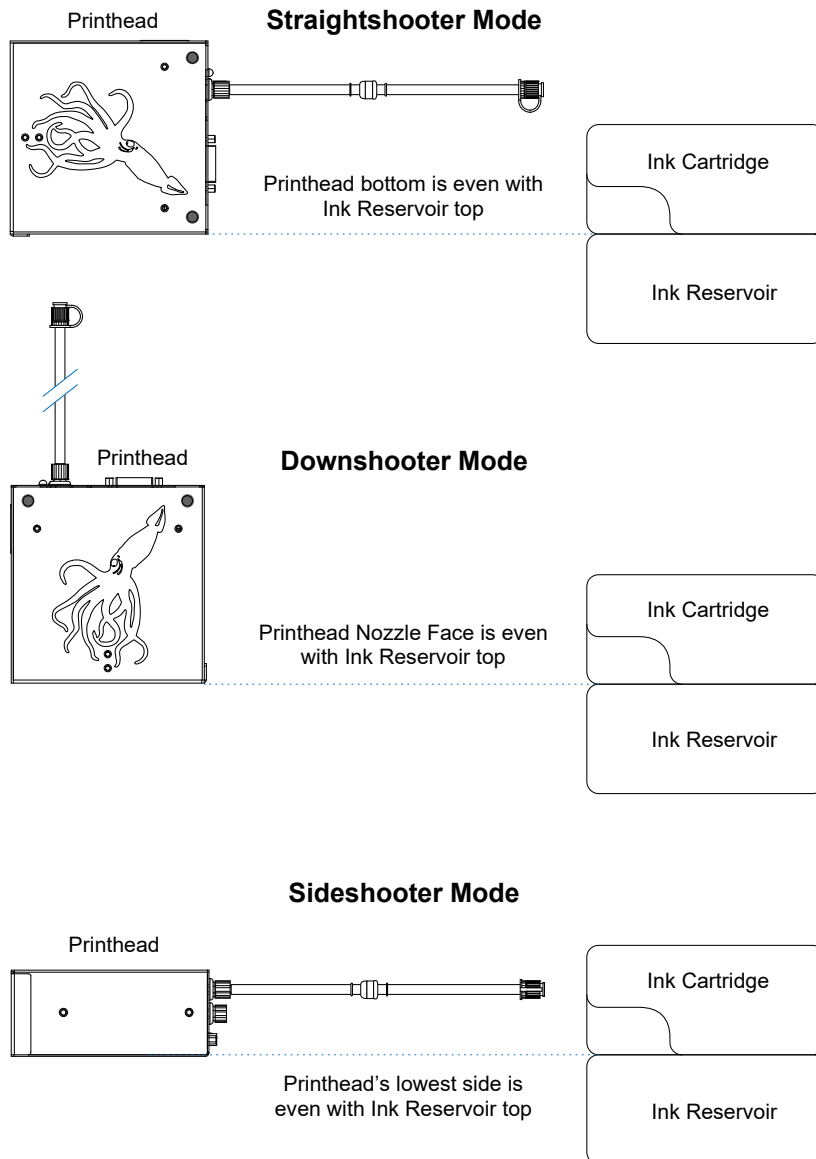 Printhead
Straightshooter Mode
Ink Cartridge
Printhead bottom is even with
Ink Reservoir top
Ink Reservoir
Printhead
Downshooter Mode
Ink Cartridge
Printhead Nozzle Face is even
with Ink Reservoir top
Ink Reservoir
Sideshooter Mode
Printhead
Ink Cartridge
Printhead’s lowest side is
even with Ink Reservoir top
Ink Reservoir